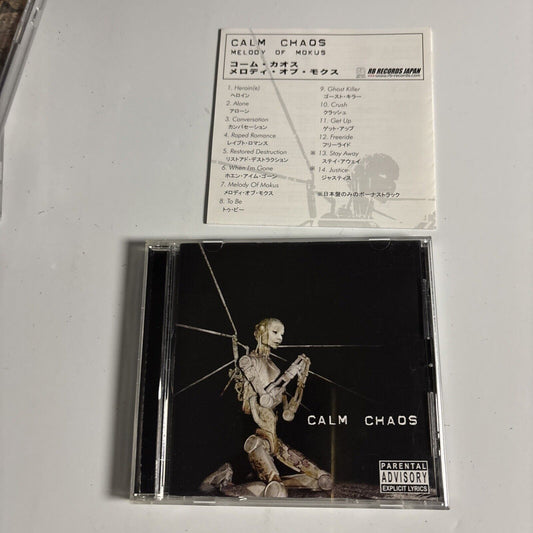 CALM CHAOS
MELODY OF MOKUS
コーム・カオス
メロディ・オブ・モクス
RB RECORDS JAPAN
1. Heroin(e)
ヘロイン
2. Alone
アローン
3. Conversation
カンバセーション
4. Raped Romance
レイプト・ロマンス
5. Restored Destruction
リストアド・デストラクション
6. When I'm Gone
ホエン・アイム・ゴーン
7. Melody Of Mokus
メロディ・オブ・モクス
8. To Be
トゥ・ビー
9. Ghost Killer
ゴースト・キラー
10. Crush
クラッシュ
11. Get Up
ゲット・アップ
12. Freeride
フリーライド
※ 13. Stay Away
ステイ・アウェイ
※ 14. Justice
ジャスティス
※日本盤のみのボーナストラック
CALM CHAOS
PARENTAL
ADVISORY
EXPLICIT LYRICS